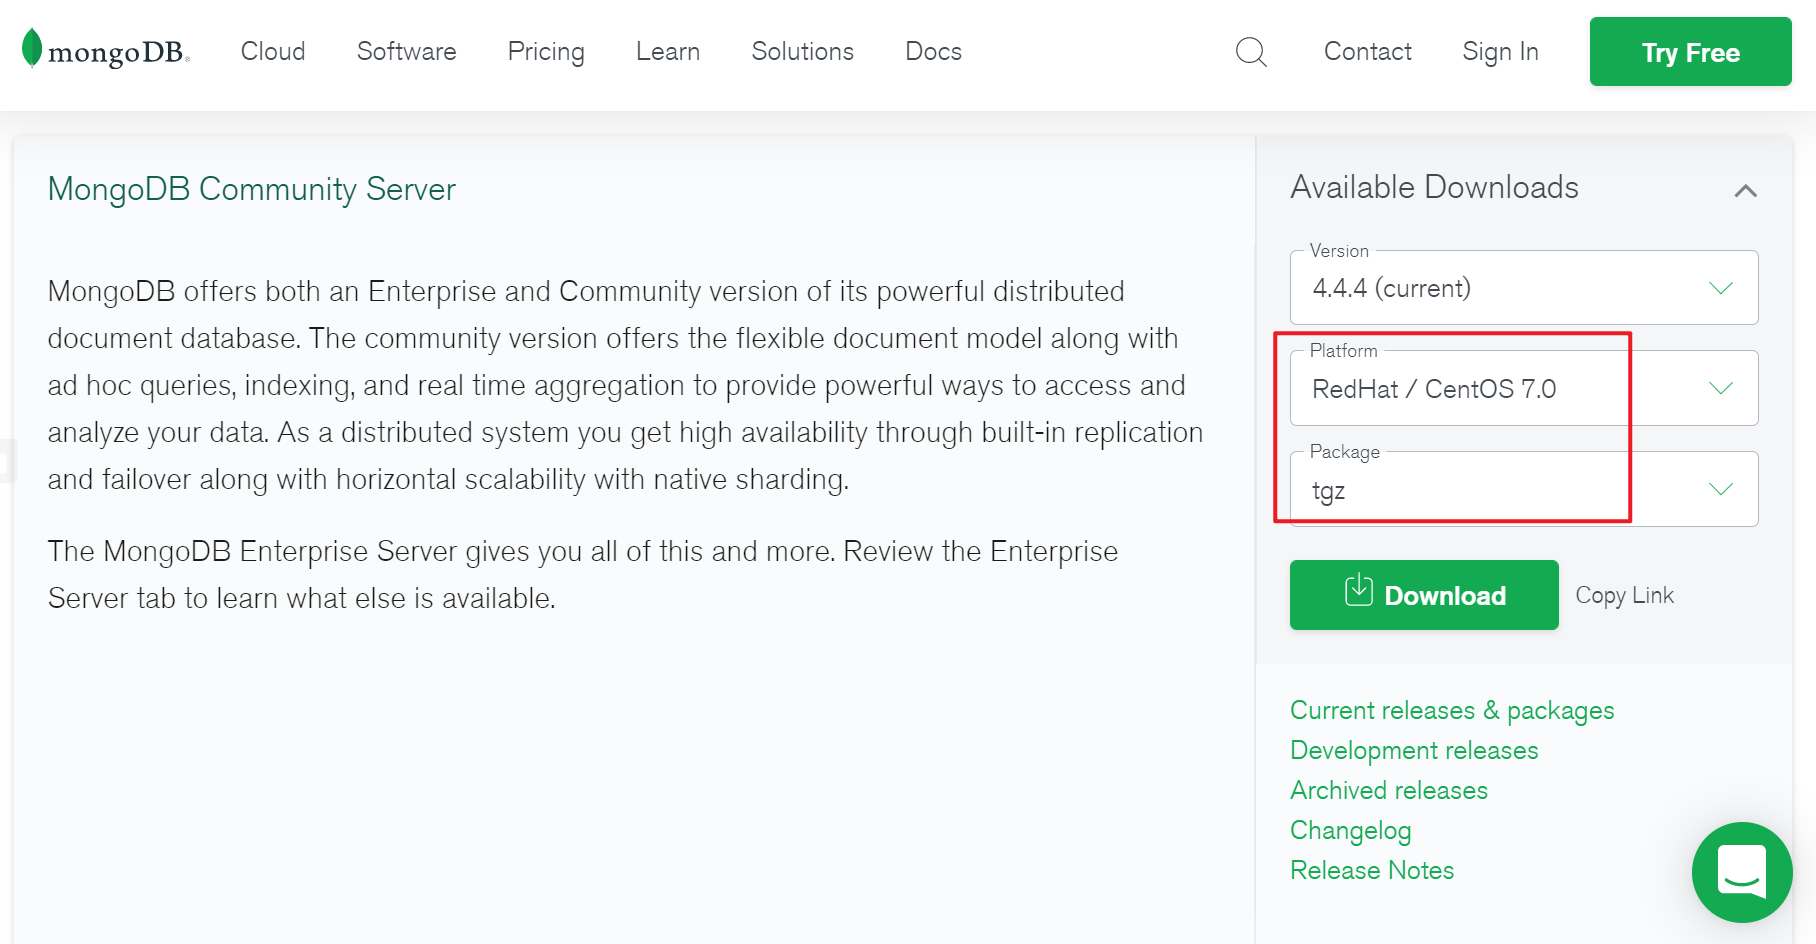 mongoDB®
Cloud
Software
Pricing
Learn
Solutions
Docs
Contact
Sign In
Try Free
MongoDB Community Server
MongoDB offers both an Enterprise and Community version of its powerful distributed
document database. The community version offers the flexible document model along with
ad hoc queries, indexing, and real time aggregation to provide powerful ways to access and
analyze your data. As a distributed system you get high availability through built-in replication
and failover along with horizontal scalability with native sharding.
The MongoDB Enterprise Server gives you all of this and more. Review the Enterprise
Server tab to learn what else is available.
Available Downloads
Version
4.4.4 (current)
Platform
RedHat / CentOS 7.0
Package
tgz
Download
Copy Link
Current releases & packages
Development releases
Archived releases
Changelog
Release Notes